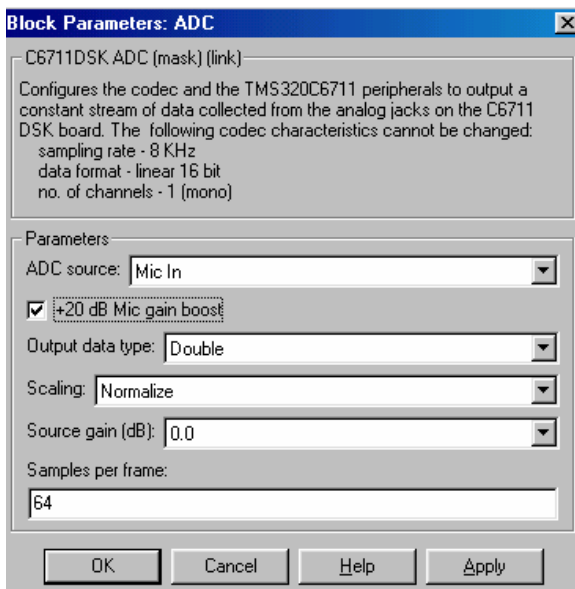 Block Parameters: ADC
C6711DSK ADC (mask) (link)
Configures the codec and the TMS320C6711 peripherals to output a
constant stream of data collected from the analog jacks on the C6711
DSK board. The  following codec characteristics cannot be changed:
sampling rate - 8 KHz
data format - linear 16 bit
no. of channels - 1 (mono)
Parameters
ADC source: Mic In
+20 dB Mic gain boost
Output data type: Double
Scaling: Normalize
Source gain (dB): 0.0
Samples per frame:
64
OK Cancel Help Apply